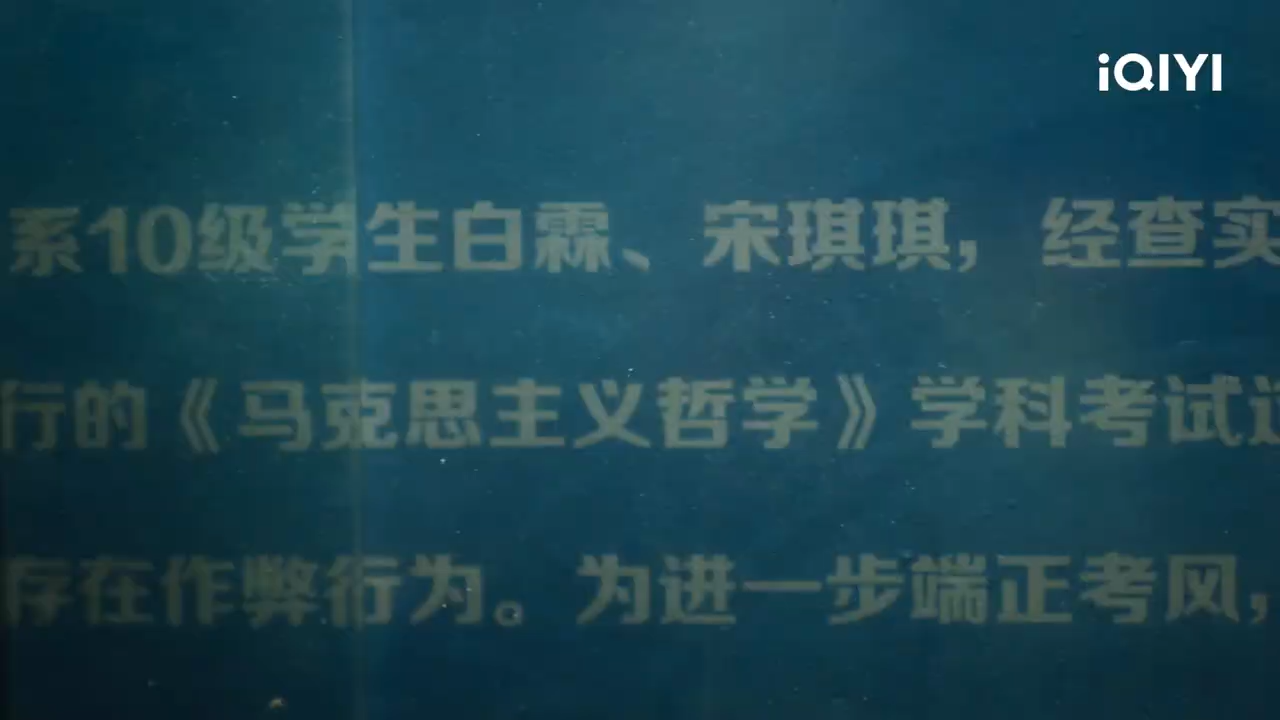 iQIYI
系10级学生白霖、宋琪琪，经查实
行的《马克思主义哲学》学科考试过
存在作弊行为。为进一步端正考风，